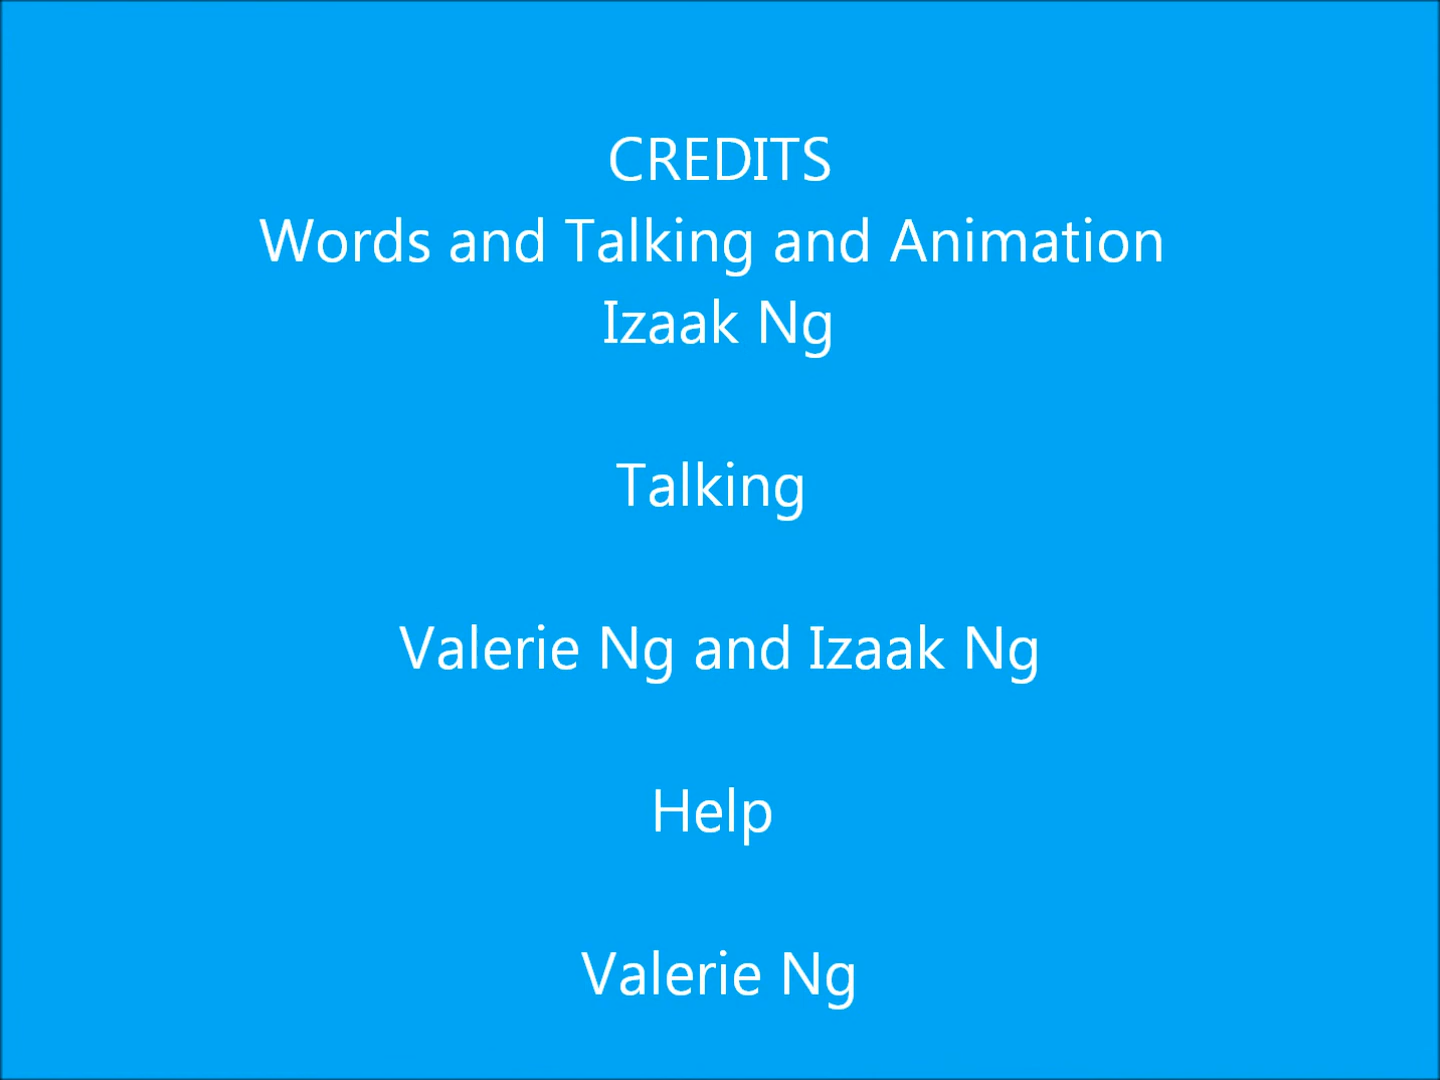 CREDITS
Words and Talking and Animation
Izaak Ng
Talking
Valerie Ng and Izaak Ng
Help
Valerie Ng